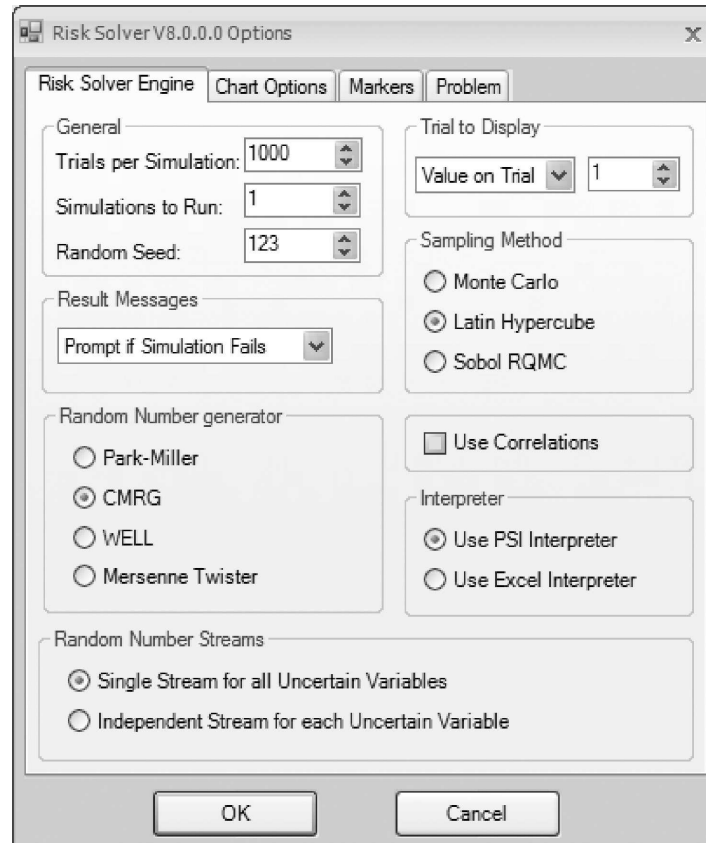 Risk Solver V8.0.0.0 Options
Risk Solver Engine
Chart Options
Markers
Problem
General
Trials per Simulation: 1000
Simulations to Run: 1
Random Seed: 123
Result Messages
Prompt if Simulation Fails
Random Number generator
Park-Miller
CMRG
WELL
Mersenne Twister
Trial to Display
Value on Trial 1
Sampling Method
Monte Carlo
Latin Hypercube
Sobol RQMC
Use Correlations
Interpreter
Use PSI Interpreter
Use Excel Interpreter
Random Number Streams
Single Stream for all Uncertain Variables
Independent Stream for each Uncertain Variable
OK
Cancel